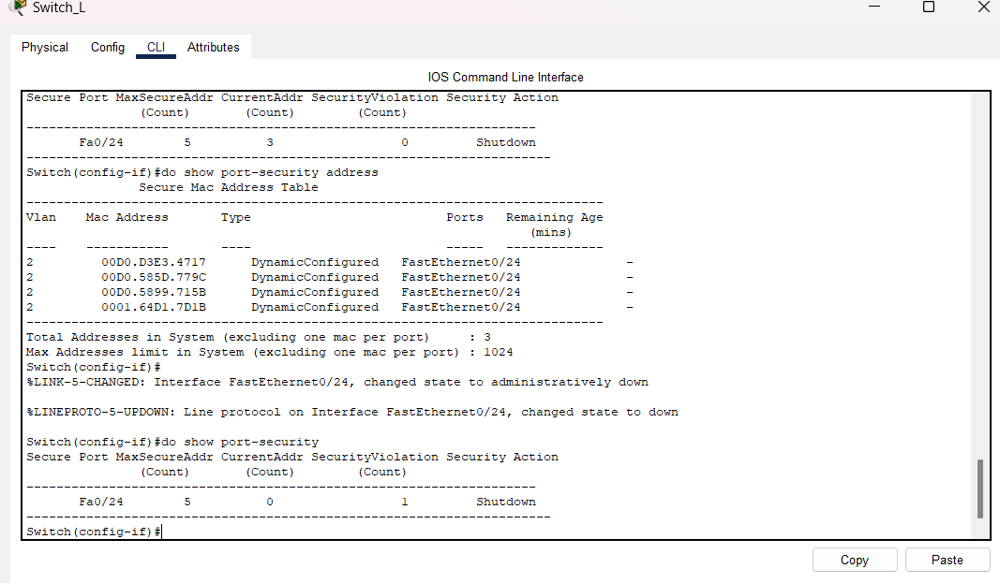 Switch_L
Physical Config CLI Attributes
IOS Command Line Interface
Secure Port MaxSecureAddr CurrentAddr SecurityViolation Security Action
(Count) (Count) (Count)
--------------------------------------------------------------------
Fa0/24 5 3 0 Shutdown
----------------------------------------------------------------------
Switch(config-if)#do show port-security address
Secure Mac Address Table
-----------------------------------------------------------------------------
Vlan Mac Address Type Ports Remaining Age
(mins)
---- ----------- ---- ----- -------------
2 00D0.D3E3.4717 DynamicConfigured FastEthernet0/24 -
2 00D0.585D.779C DynamicConfigured FastEthernet0/24 -
2 00D0.5899.715B DynamicConfigured FastEthernet0/24 -
2 0001.64D1.7D1B DynamicConfigured FastEthernet0/24 -
-----------------------------------------------------------------------------
Total Addresses in System (excluding one mac per port) : 3
Max Addresses limit in System (excluding one mac per port) : 1024
Switch(config-if)#
%LINK-5-CHANGED: Interface FastEthernet0/24, changed state to administratively down
%LINEPROTO-5-UPDOWN: Line protocol on Interface FastEthernet0/24, changed state to down
Switch(config-if)#do show port-security
Secure Port MaxSecureAddr CurrentAddr SecurityViolation Security Action
(Count) (Count) (Count)
--------------------------------------------------------------------
Fa0/24 5 0 1 Shutdown
----------------------------------------------------------------------
Switch(config-if)#
Copy Paste